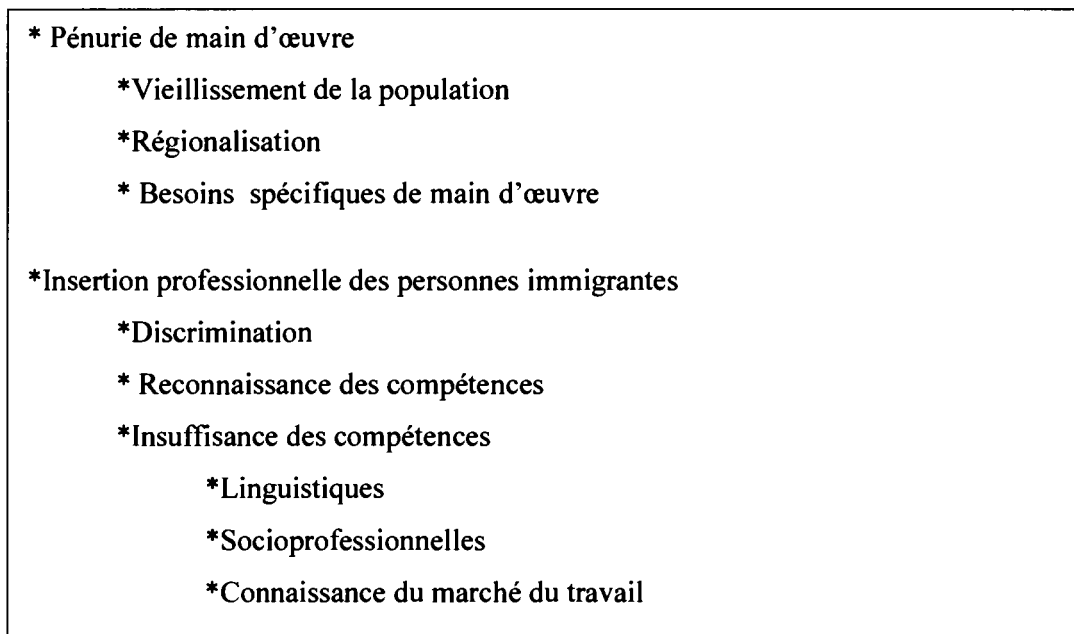 * Pénurie de main d'œuvre
*Vieillissement de la population
*Régionalisation
* Besoins spécifiques de main d'œuvre
*Insertion professionnelle des personnes immigrantes
*Discrimination
* Reconnaissance des compétences
*Insuffisance des compétences
*Linguistiques
*Socioprofessionnelles
*Connaissance du marché du travail